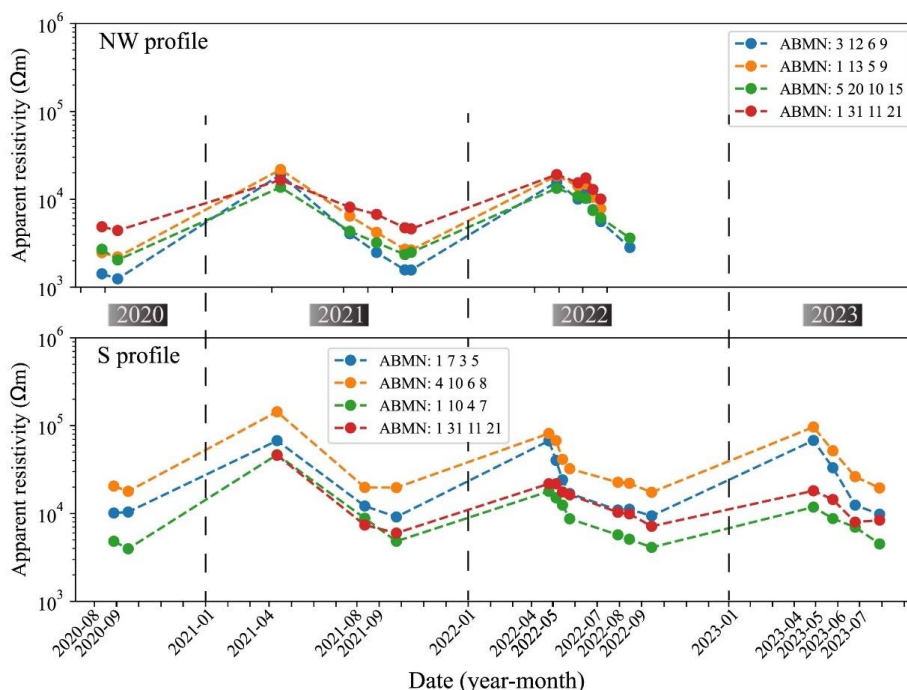 NW profile
Apparent resistivity (Ωm)
10^6
10^5
10^4
10^3
ABMN: 3 12 6 9
ABMN: 1 13 5 9
ABMN: 5 20 10 15
ABMN: 1 31 11 21
2020
2021
2022
2023
S profile
Apparent resistivity (Ωm)
10^6
10^5
10^4
10^3
ABMN: 1 7 3 5
ABMN: 4 10 6 8
ABMN: 1 10 4 7
ABMN: 1 31 11 21
2020-08
2020-09
2021-01
2021-04
2021-08
2021-09
2022-01
2022-04
2022-05
2022-06
2022-07
2022-08
2022-09
2023-01
2023-04
2023-05
2023-06
2023-07
Date (year-month)